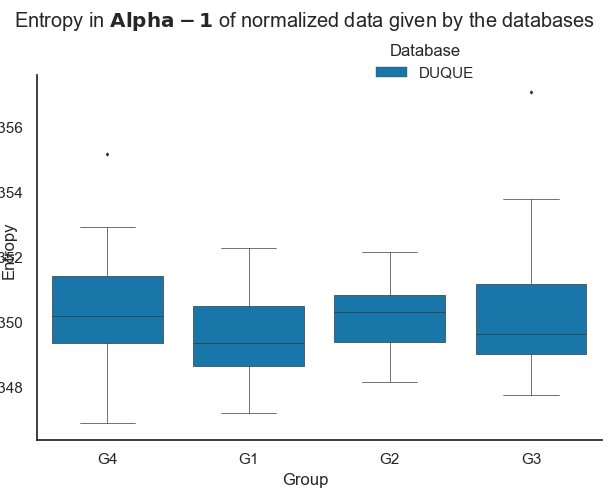 Entropy in Alpha − 1 of normalized data given by the databases
Database
DUQUE
356
354
352
350
348
Entropy
G4 G1 G2 G3
Group